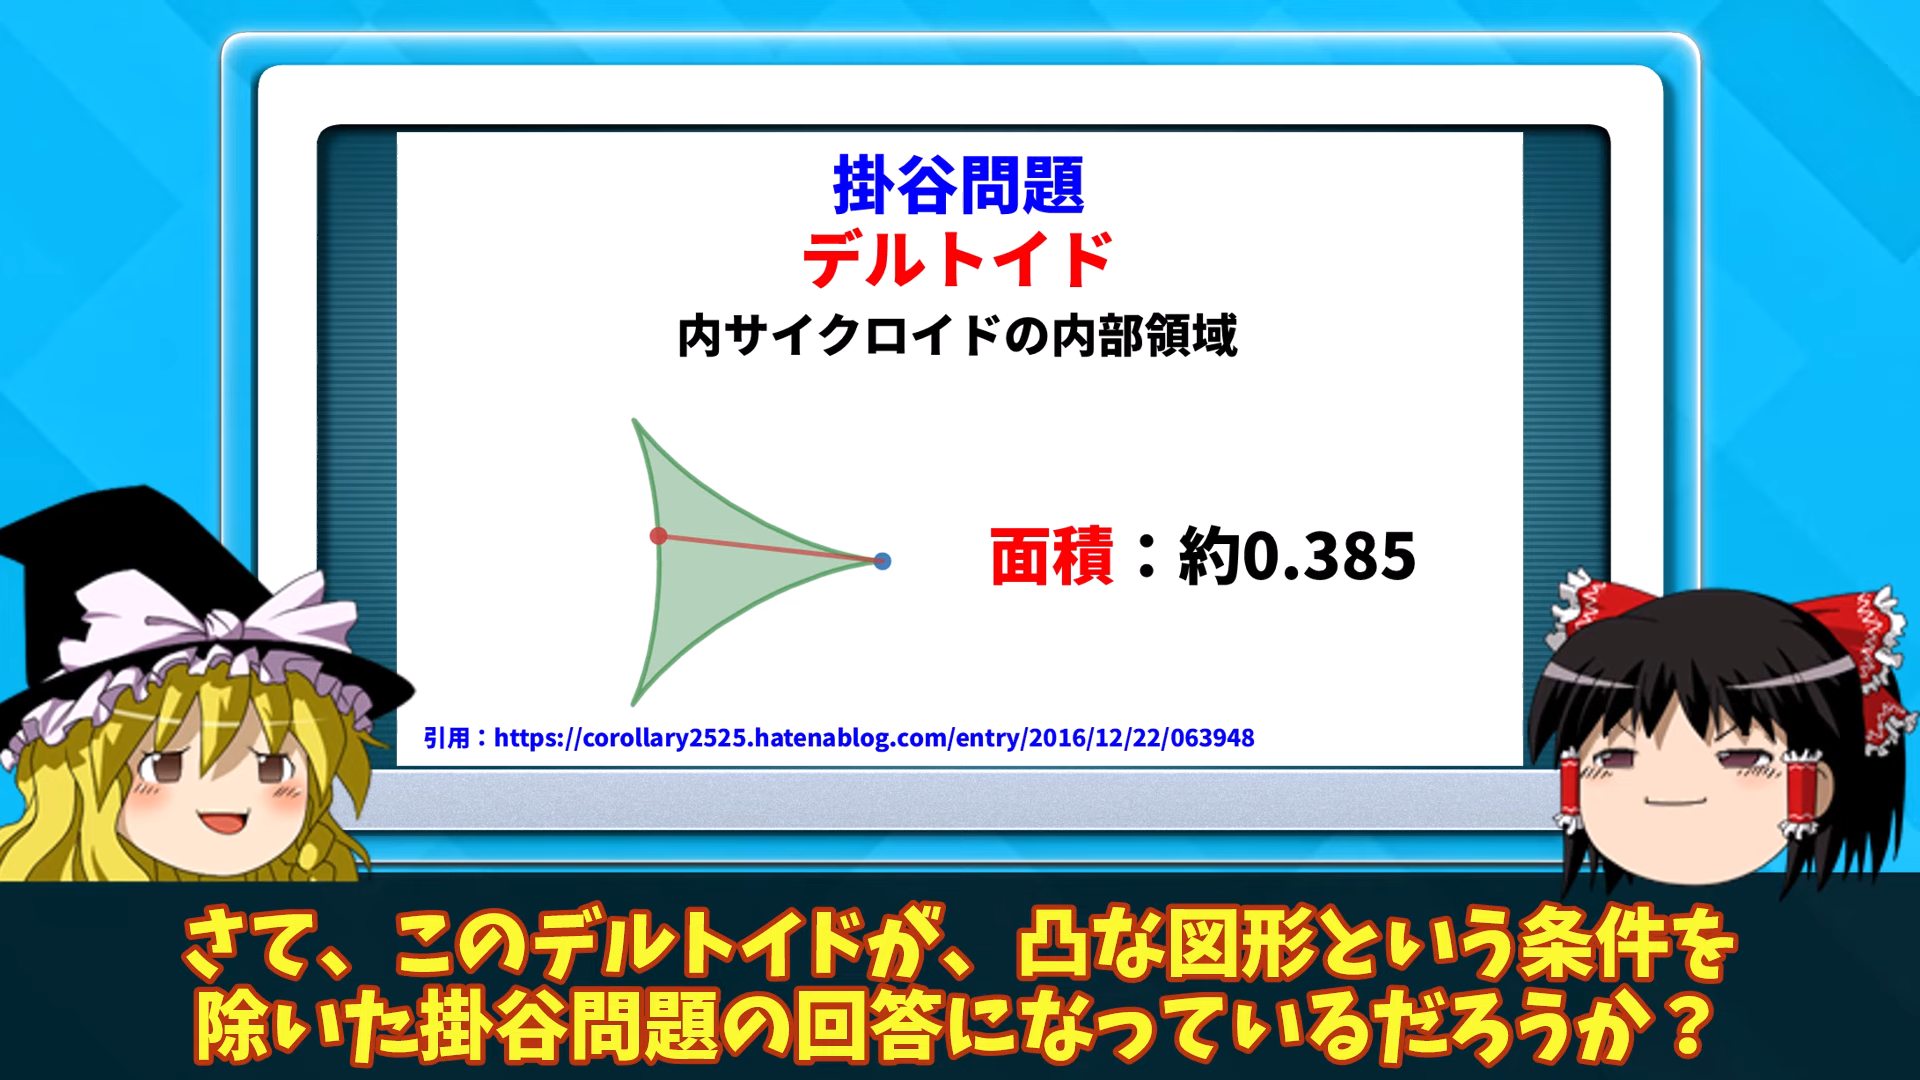 掛谷問題
デルトイド
内サイクロイドの内部領域
面積：約0.385
引用：https://corollary2525.hatenablog.com/entry/2016/12/22/063948
さて、このデルトイドが、凸な図形という条件を
除いた掛谷問題の回答になっているだろうか？